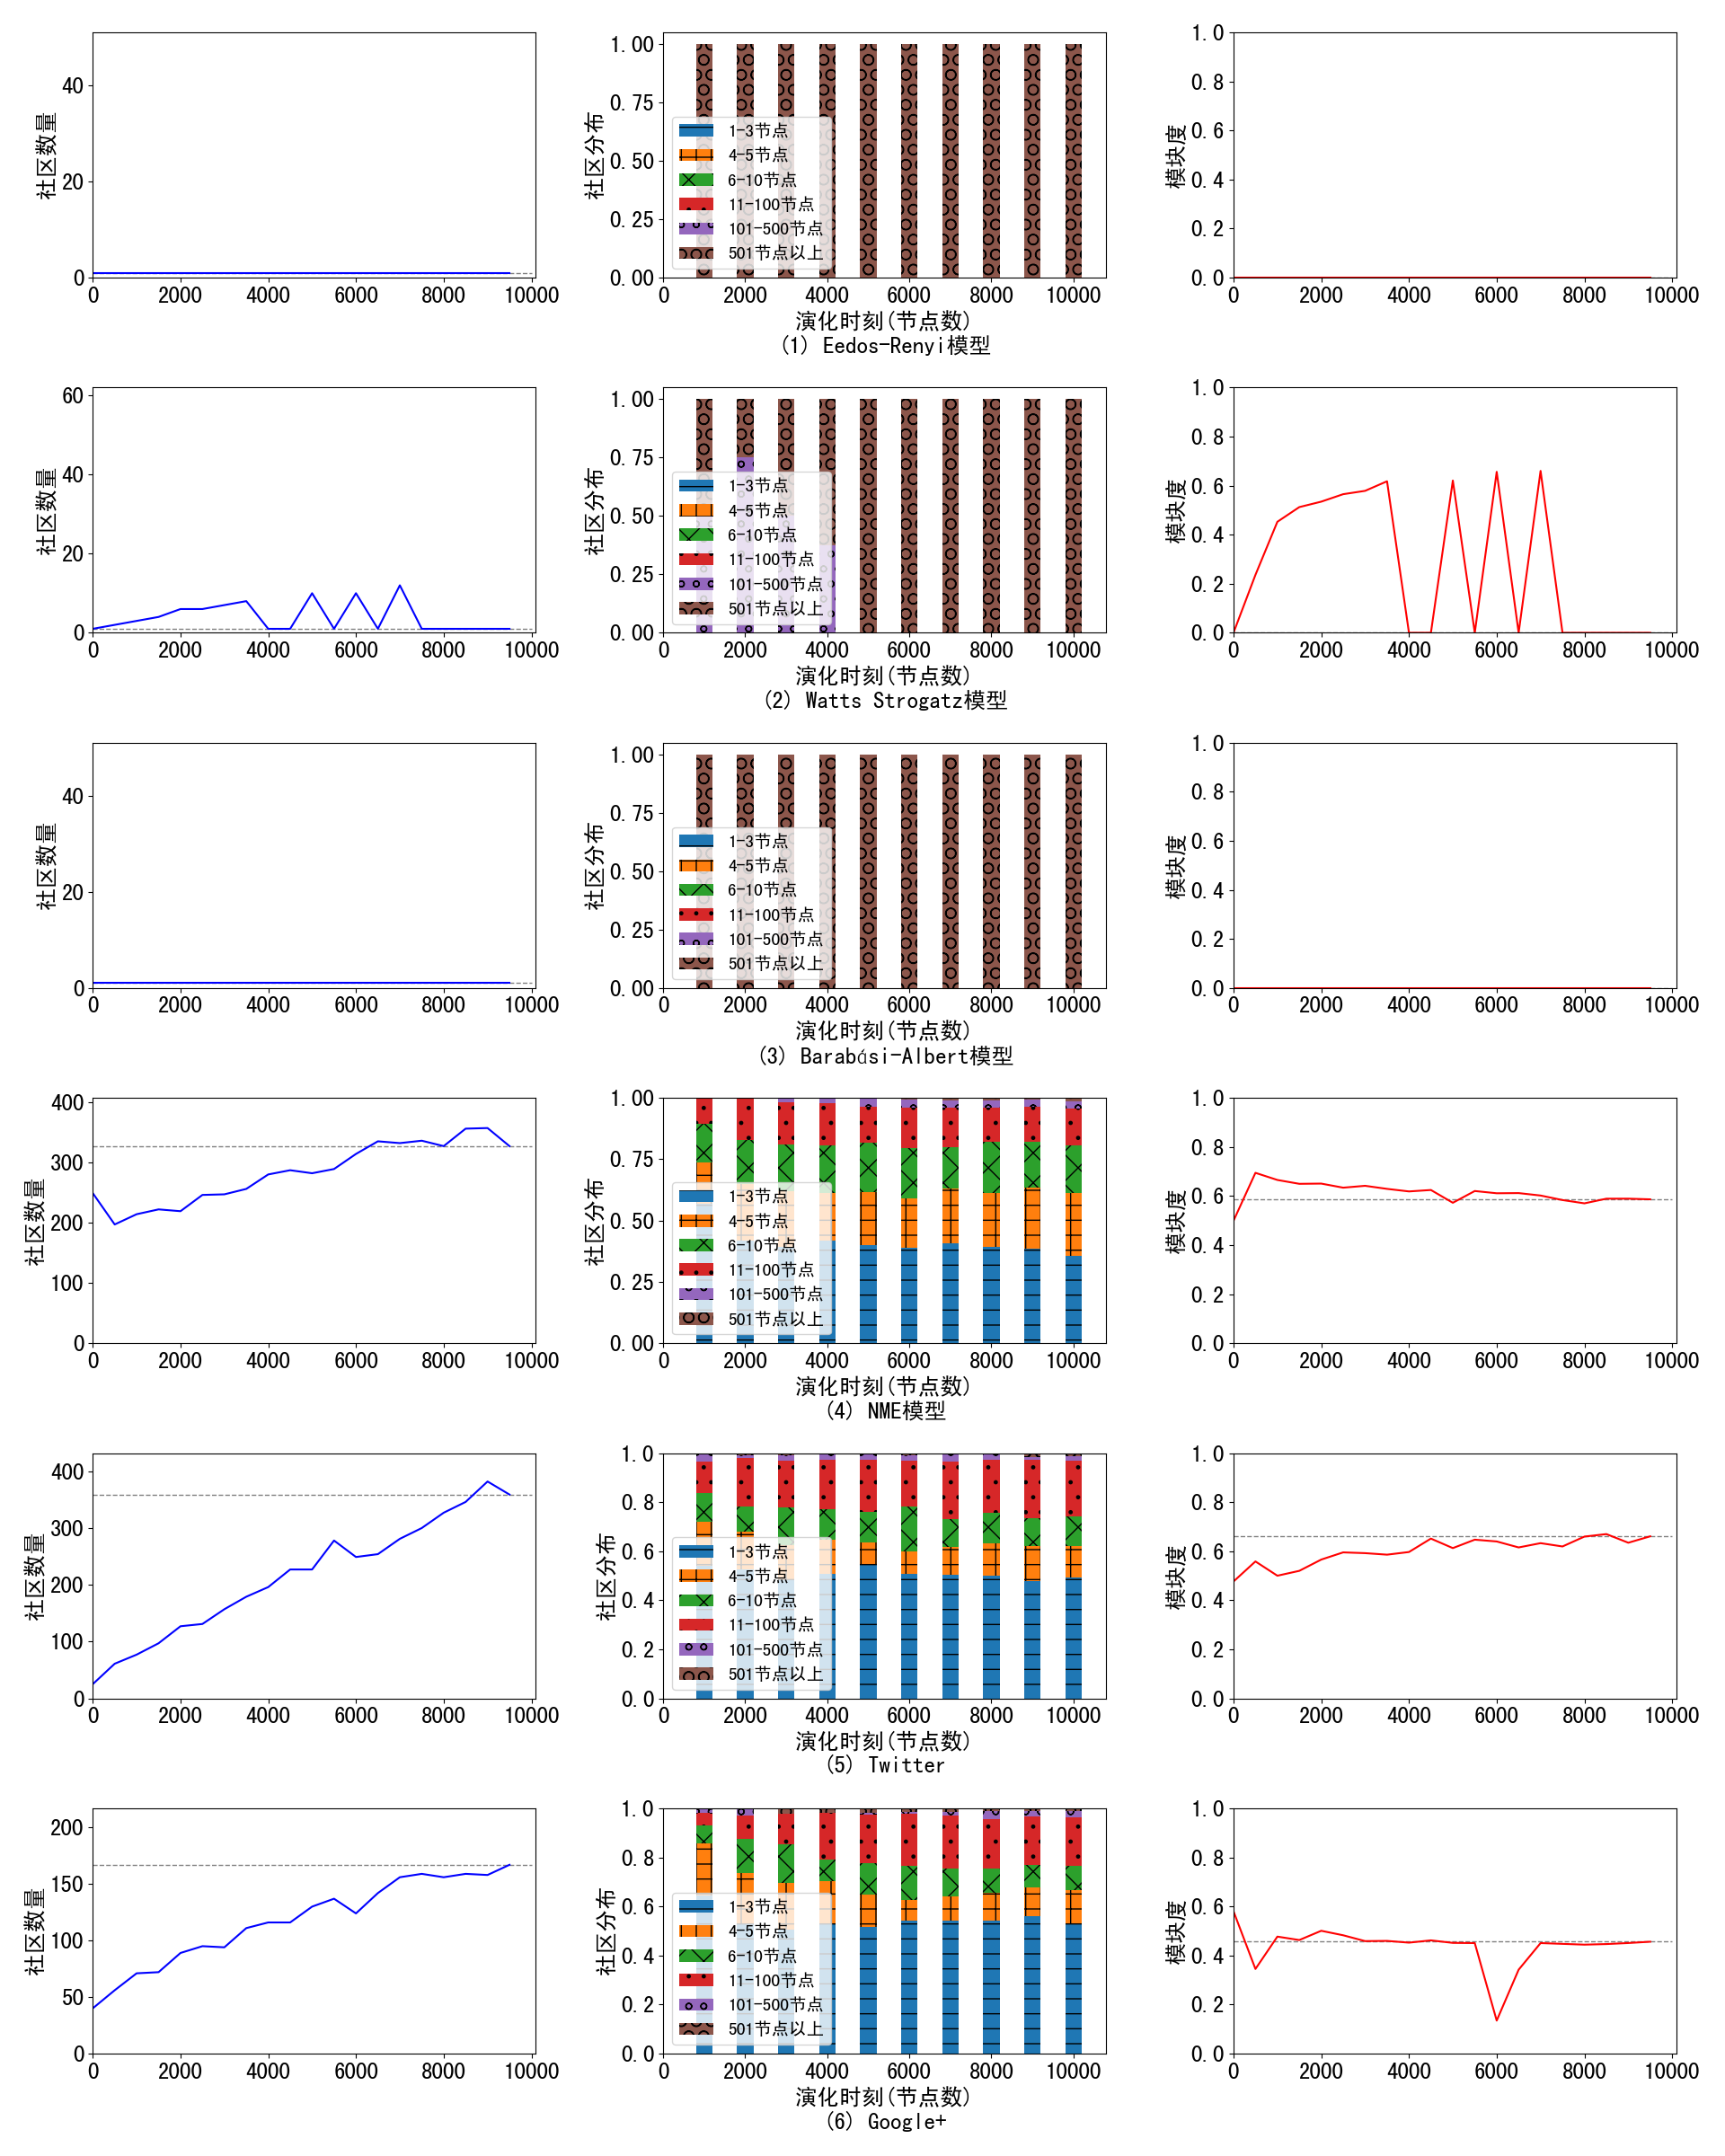 社区数量
40
20
0
0 2000 4000 6000 8000 10000
社区分布
1.00
0.75
0.50
0.25
0.00
1-3节点
4-5节点
6-10节点
11-100节点
101-500节点
501节点以上
0 2000 4000 6000 8000 10000
演化时刻(节点数)
(1) Eedos-Renyi模型
模块度
1.0
0.8
0.6
0.4
0.2
0.0
0 2000 4000 6000 8000 10000
社区数量
60
40
20
0
0 2000 4000 6000 8000 10000
社区分布
1.00
0.75
0.50
0.25
0.00
1-3节点
4-5节点
6-10节点
11-100节点
101-500节点
501节点以上
0 2000 4000 6000 8000 10000
演化时刻(节点数)
(2) Watts Strogatz模型
模块度
1.0
0.8
0.6
0.4
0.2
0.0
0 2000 4000 6000 8000 10000
社区数量
40
20
0
0 2000 4000 6000 8000 10000
社区分布
1.00
0.75
0.50
0.25
0.00
1-3节点
4-5节点
6-10节点
11-100节点
101-500节点
501节点以上
0 2000 4000 6000 8000 10000
演化时刻(节点数)
(3) Barabási-Albert模型
模块度
1.0
0.8
0.6
0.4
0.2
0.0
0 2000 4000 6000 8000 10000
社区数量
400
300
200
100
0
0 2000 4000 6000 8000 10000
社区分布
1.00
0.75
0.50
0.25
0.00
1-3节点
4-5节点
6-10节点
11-100节点
101-500节点
501节点以上
0 2000 4000 6000 8000 10000
演化时刻(节点数)
(4) NME模型
模块度
1.0
0.8
0.6
0.4
0.2
0.0
0 2000 4000 6000 8000 10000
社区数量
400
300
200
100
0
0 2000 4000 6000 8000 10000
社区分布
1.0
0.8
0.6
0.4
0.2
0.0
1-3节点
4-5节点
6-10节点
11-100节点
101-500节点
501节点以上
0 2000 4000 6000 8000 10000
演化时刻(节点数)
(5) Twitter
模块度
1.0
0.8
0.6
0.4
0.2
0.0
0 2000 4000 6000 8000 10000
社区数量
200
150
100
50
0
0 2000 4000 6000 8000 10000
社区分布
1.0
0.8
0.6
0.4
0.2
0.0
1-3节点
4-5节点
6-10节点
11-100节点
101-500节点
501节点以上
0 2000 4000 6000 8000 10000
演化时刻(节点数)
(6) Google+
模块度
1.0
0.8
0.6
0.4
0.2
0.0
0 2000 4000 6000 8000 10000